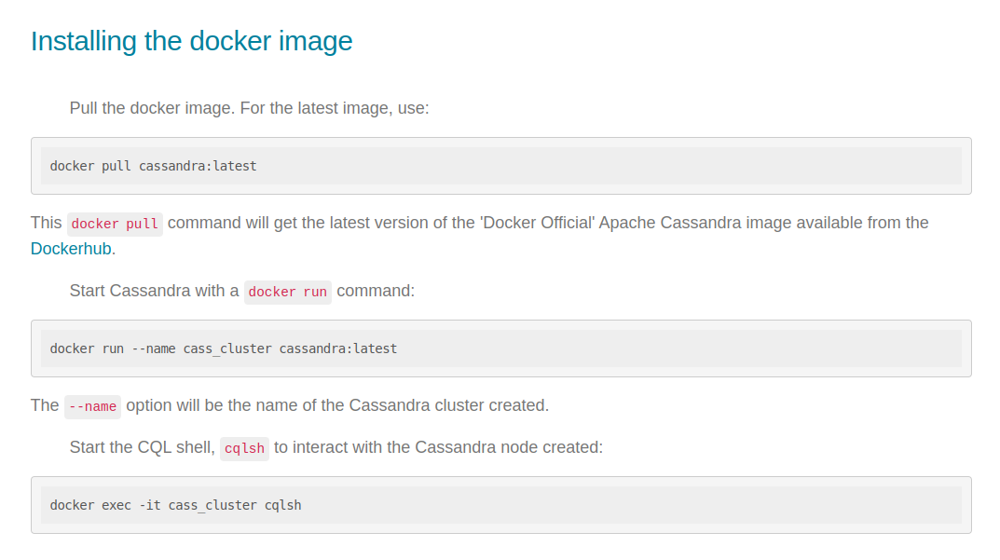 Installing the docker image
Pull the docker image. For the latest image, use:
docker pull cassandra:latest
This docker pull command will get the latest version of the 'Docker Official' Apache Cassandra image available from the
Dockerhub.
Start Cassandra with a docker run command:
docker run --name cass_cluster cassandra:latest
The --name option will be the name of the Cassandra cluster created.
Start the CQL shell, cqlsh to interact with the Cassandra node created:
docker exec -it cass_cluster cqlsh